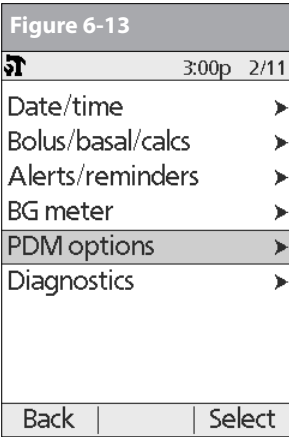 Figure 6-13
3:00p 2/11
Date/time
Bolus/basal/calcs
Alerts/reminders
BG meter
PDM options
Diagnostics
Back Select